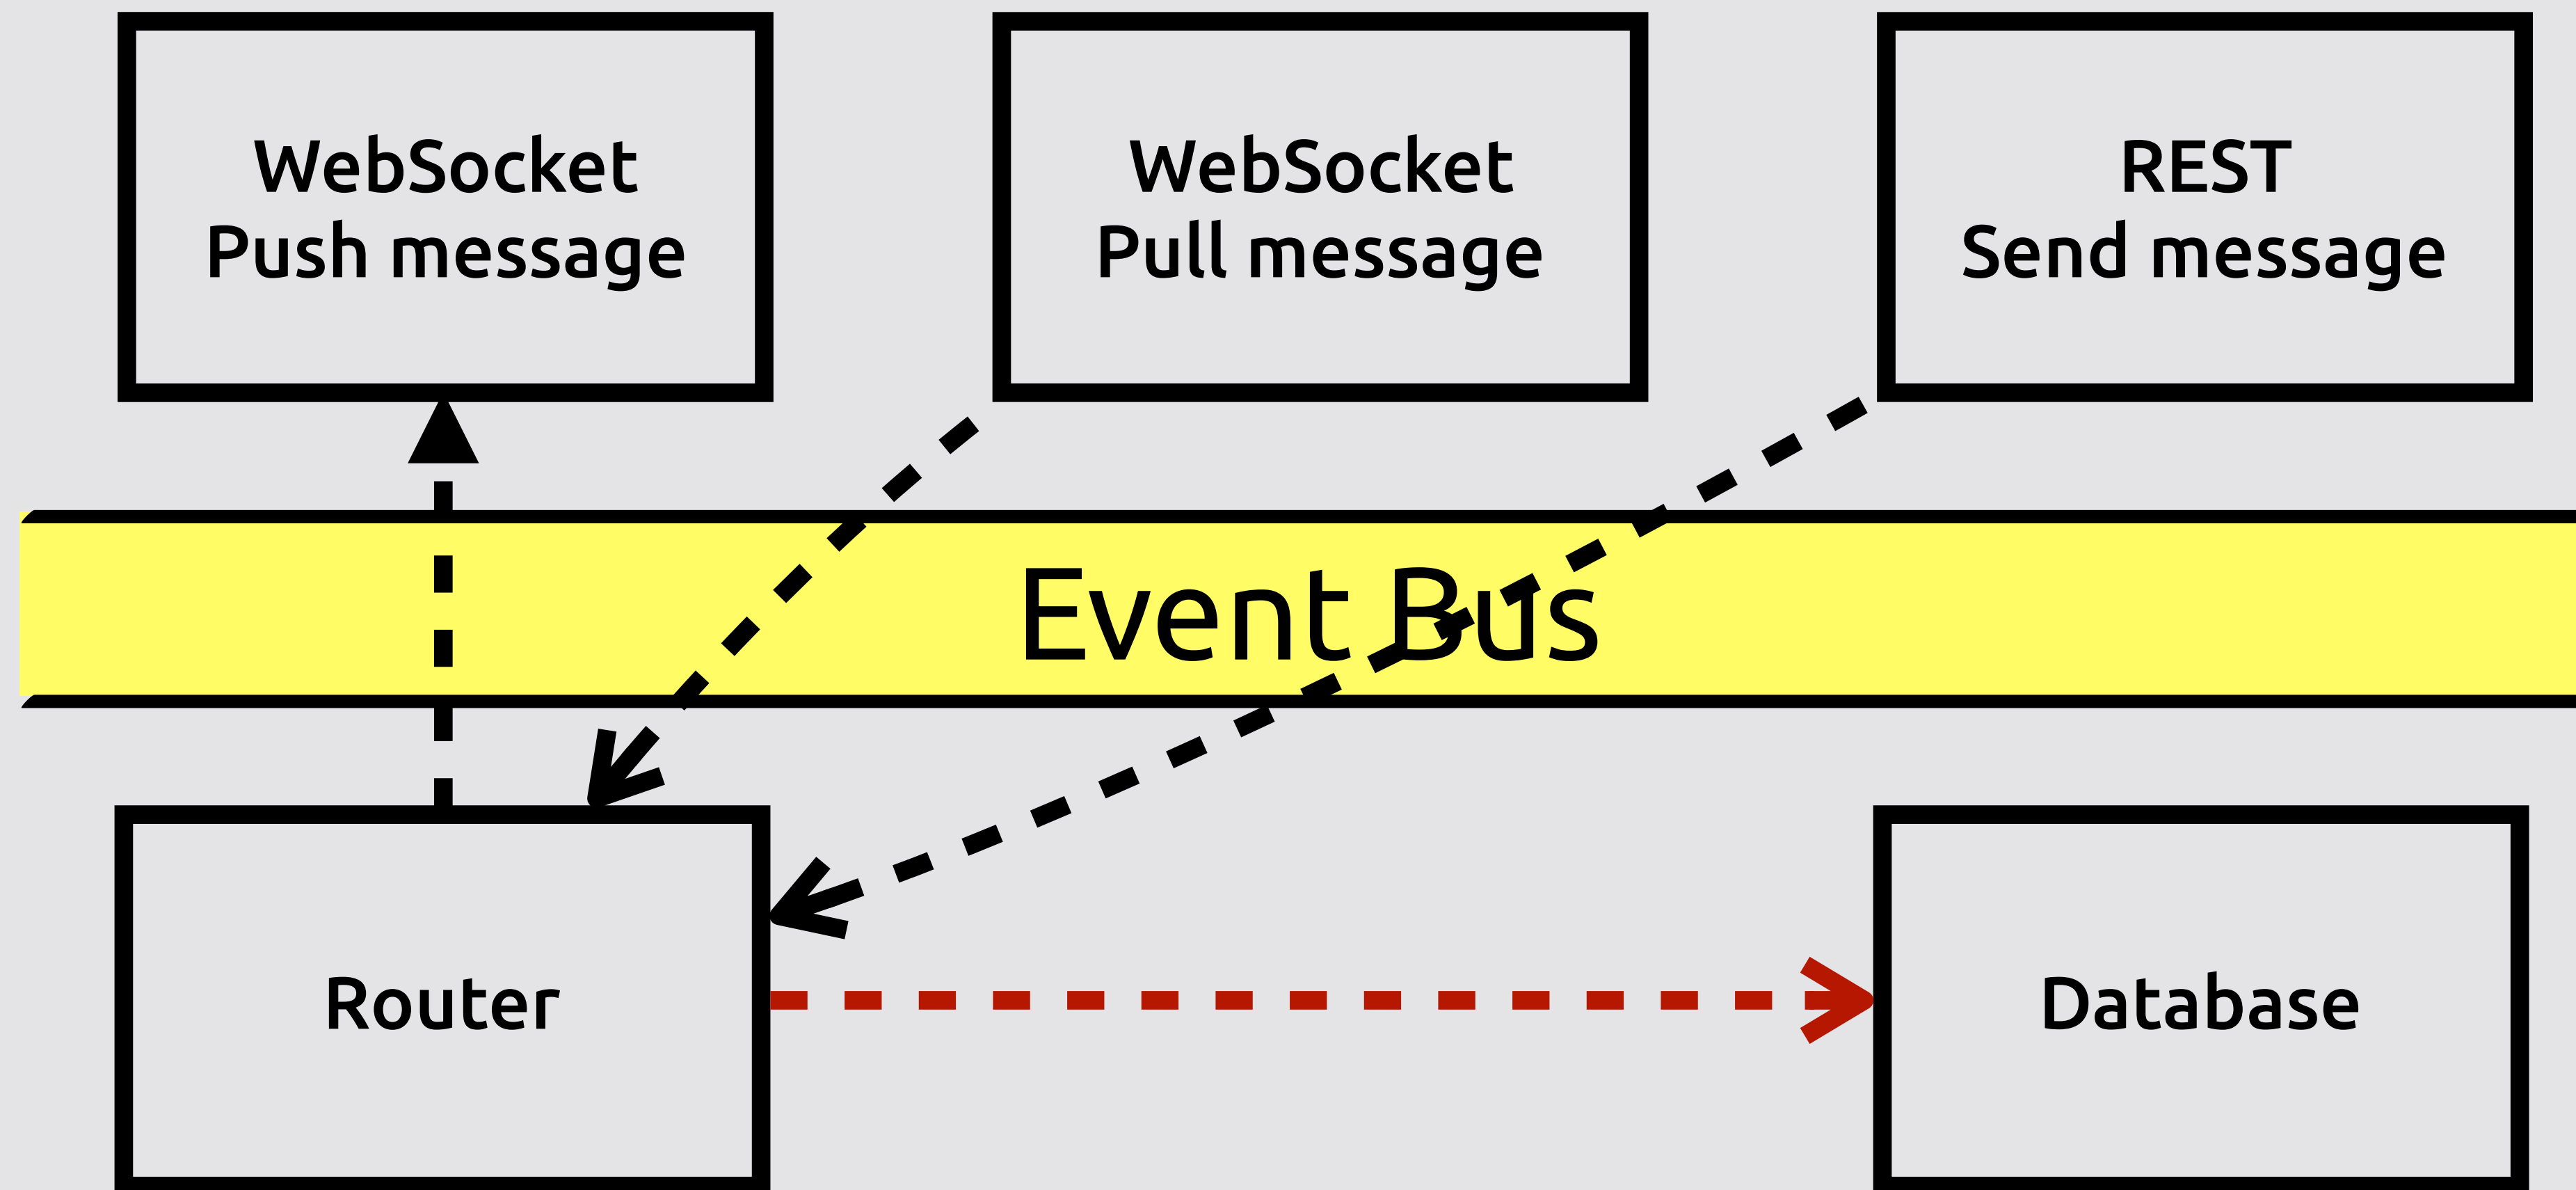 WebSocket
Push message
WebSocket
Pull message
REST
Send message
Event Bus
Router
Database